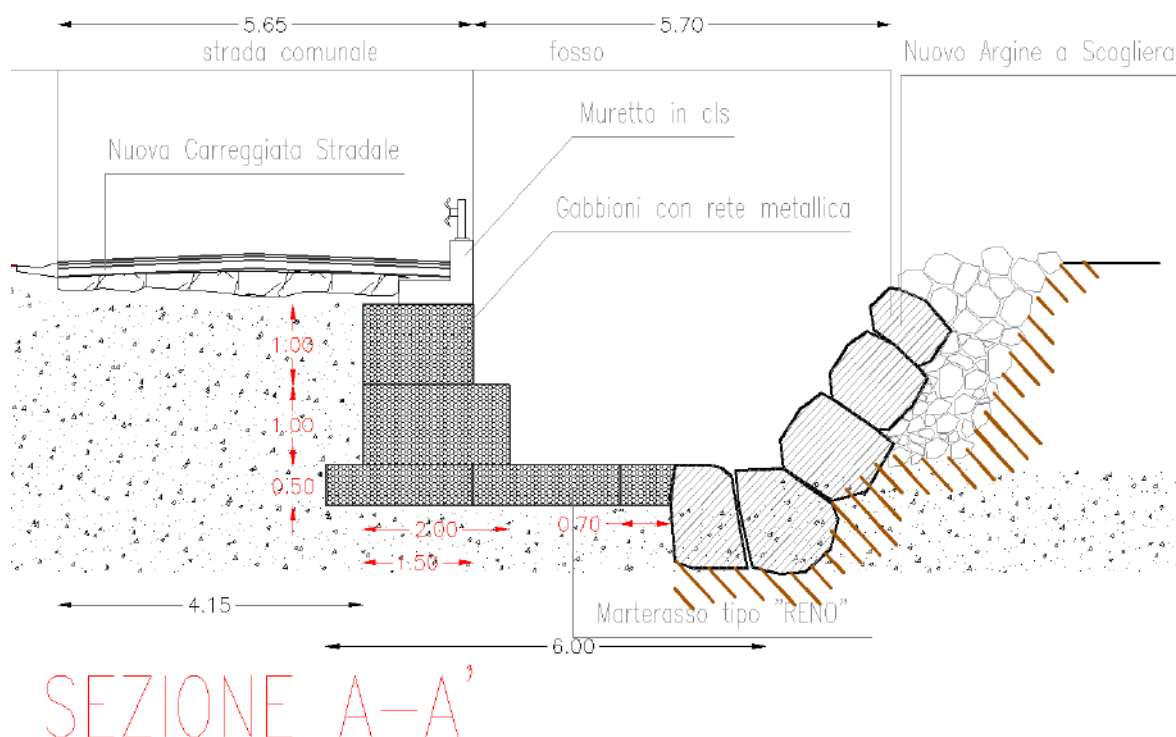 5.65
5.70
strada comunale
fosso
Nuovo Argine a Scogliera
Muretto in cls
Nuova Carreggiata Stradale
Gabbioni con rete metallica
1.00
1.00
0.50
2.00
0.70
1.50
4.15
Marterasso tipo "RENO"
6.00
SEZIONE A-A'